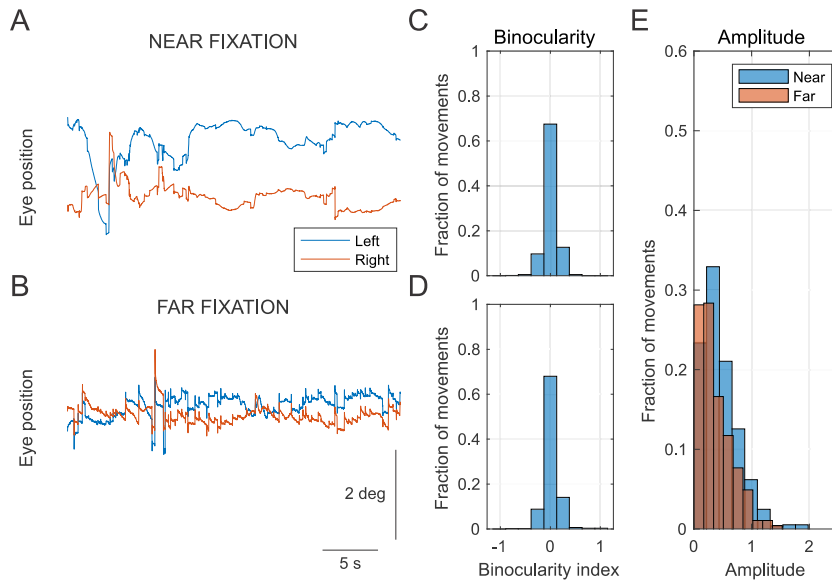 A
NEAR FIXATION
Eye position
Left
Right
B
FAR FIXATION
Eye position
2 deg
5 s
C
Binocularity
Fraction of movements
1
0.8
0.6
0.4
0.2
0
D
Fraction of movements
1
0.8
0.6
0.4
0.2
0
-1 0 1
Binocularity index
E
Amplitude
Near
Far
Fraction of movements
0.6
0.5
0.4
0.3
0.2
0.1
0
0 1 2
Amplitude